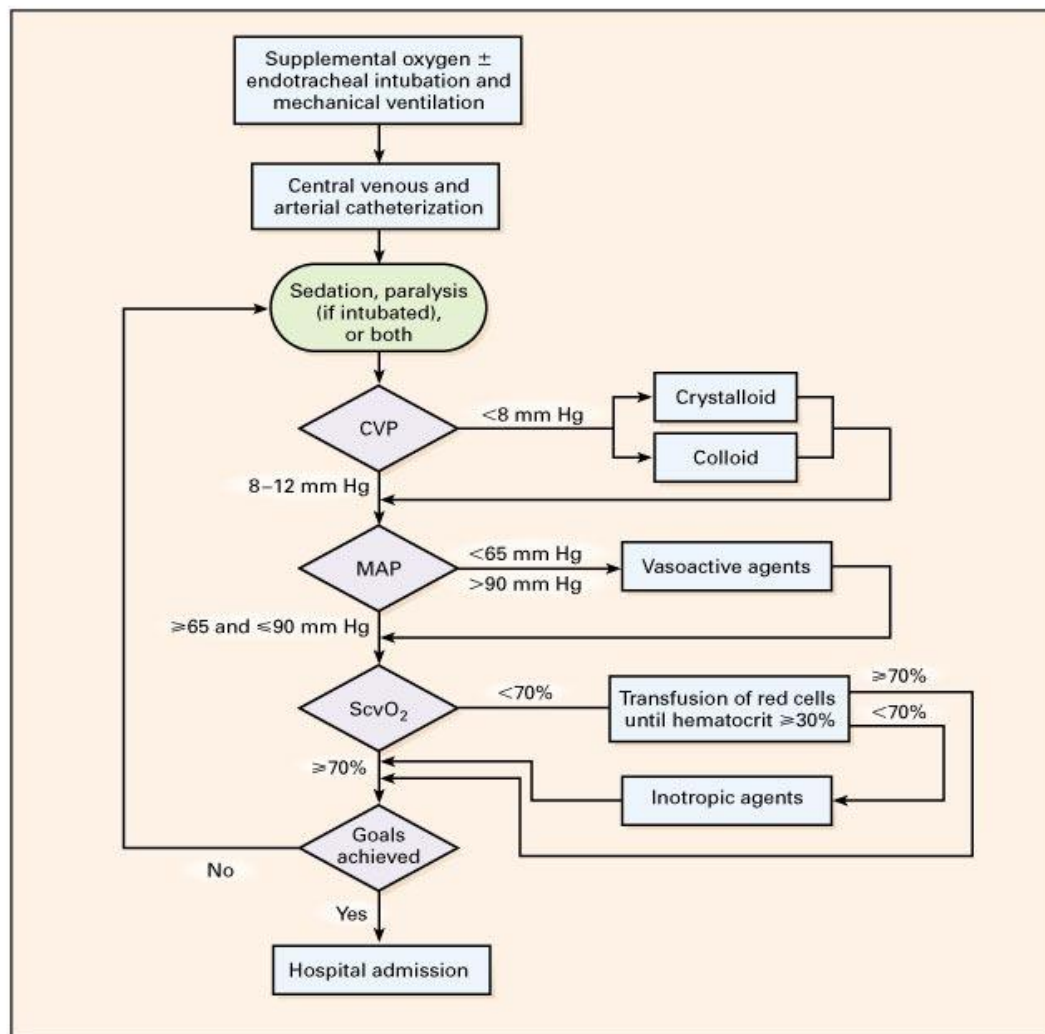 Supplemental oxygen ±
endotracheal intubation and
mechanical ventilation
Central venous and
arterial catheterization
Sedation, paralysis
(if intubated),
or both
CVP
<8 mm Hg
Crystalloid
Colloid
8–12 mm Hg
MAP
<65 mm Hg
>90 mm Hg
Vasoactive agents
≥65 and ≤90 mm Hg
ScvO₂
<70%
Transfusion of red cells
until hematocrit ≥30%
≥70%
<70%
≥70%
Inotropic agents
Goals
achieved
No
Yes
Hospital admission